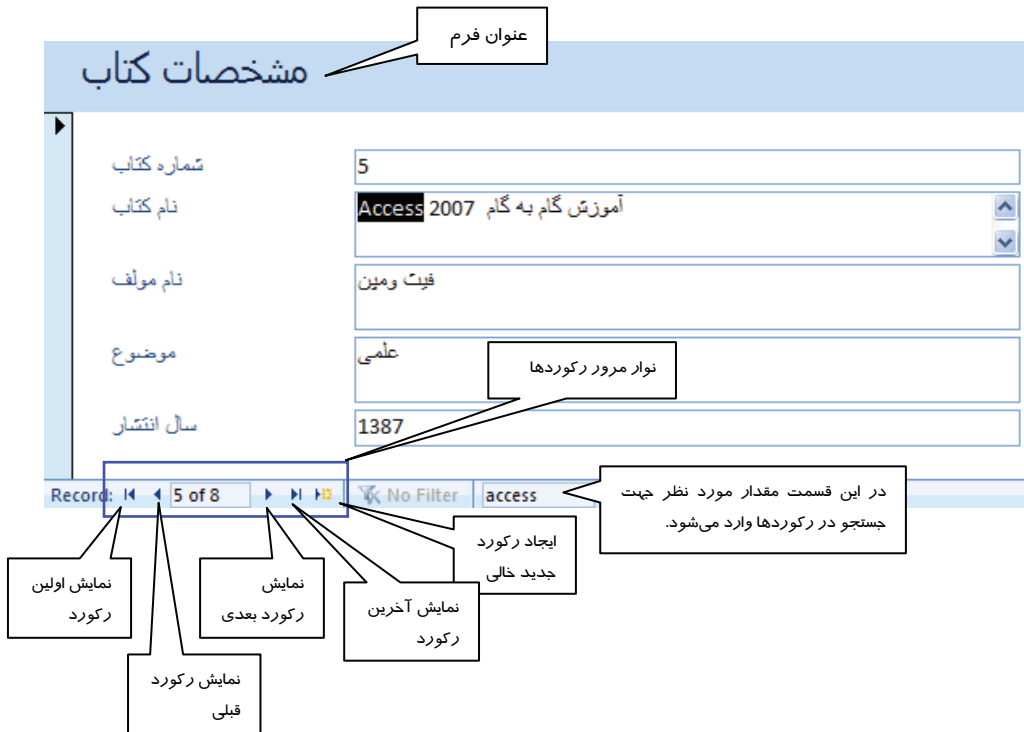 عنوان فرم
مشخصات کتاب
شماره کتاب
5
نام کتاب
آموزش گام به گام Access 2007
نام مولف
فیت ومین
موضوع
علمی
نوار مرور رکوردها
سال انتشار
1387
Record: 5 of 8 No Filter access
در این قسمت مقدار مورد نظر جهت
جستجو در رکوردها وارد می‌شود.
ایجاد رکورد
جدید خالی
نمایش اولین
رکورد
نمایش
رکورد بعدی
نمایش آخرین
رکورد
نمایش رکورد
قبلی